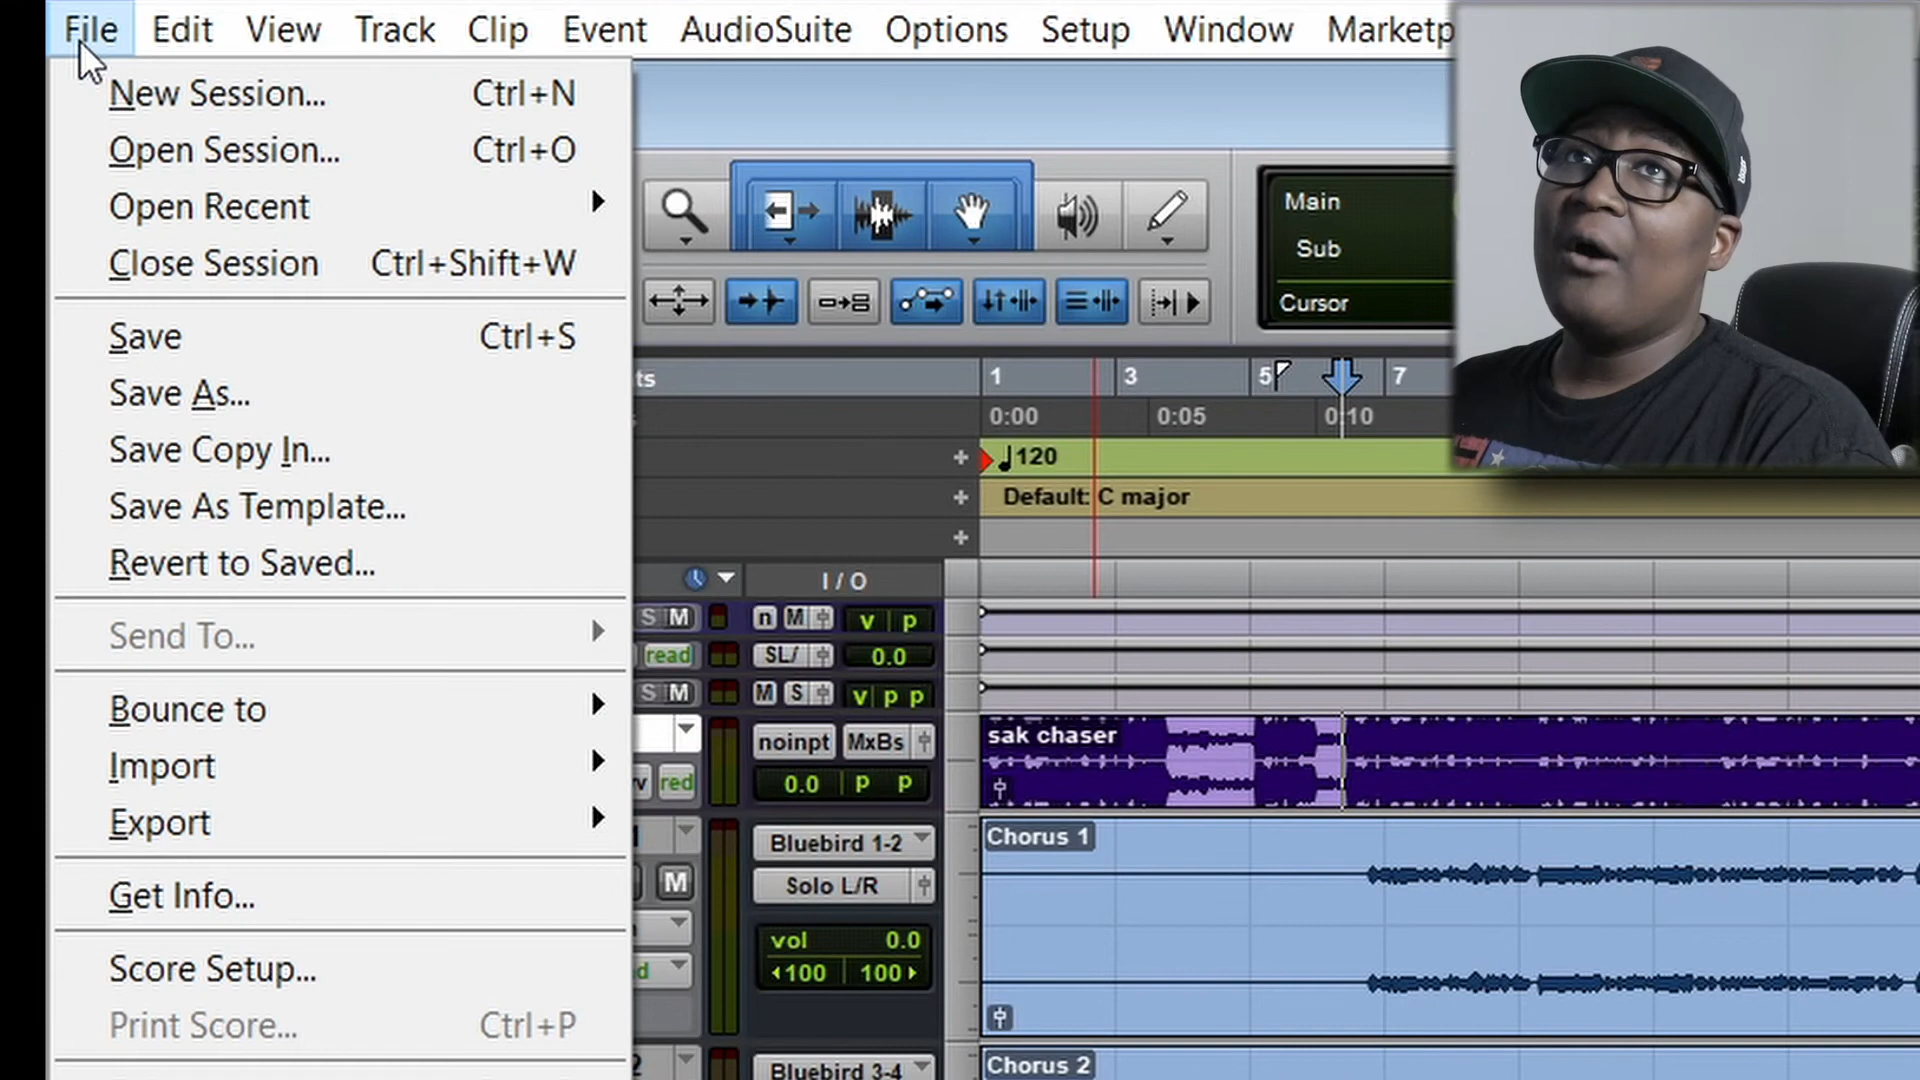 File Edit View Track Clip Event AudioSuite Options Setup Window Marketp
New Session... Ctrl+N
Open Session... Ctrl+O
Open Recent
Close Session Ctrl+Shift+W
Save Ctrl+S
Save As...
Save Copy In...
Save As Template...
Revert to Saved...
Send To...
Bounce to
Import
Export
Get Info...
Score Setup...
Print Score... Ctrl+P
Main
Sub
Cursor
ts 1 3 5 7
0:00 0:05 0:10
120
Default: C major
I / O
S M n M v p
read SL/ 0.0
S M M S v p p
noinpt MxBs
red 0.0 p p
sak chaser
Bluebird 1-2
M Solo L/R
vol 0.0
100 100
Chorus 1
Bluebird 3-4
Chorus 2